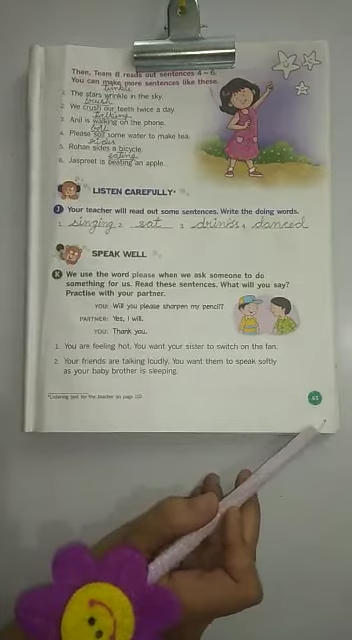 Then, Team B reads out sentences 4–6.
You can make more sentences like these.
twinkle
1. The stars wrinkle in the sky.
brush
2. We crush our teeth twice a day.
talking
3. Anil is walking on the phone.
boil
4. Please soil some water to make tea.
rides
5. Rohan sides a bicycle.
eating
6. Jaspreet is beating an apple.
LISTEN CAREFULLY*
J Your teacher will read out some sentences. Write the doing words.
1. singing 2. eat 3. drinks 4. danced
SPEAK WELL
K We use the word please when we ask someone to do
something for us. Read these sentences. What will you say?
Practise with your partner.
YOU: Will you please sharpen my pencil?
PARTNER: Yes, I will.
YOU: Thank you.
1. You are feeling hot. You want your sister to switch on the fan.
2. Your friends are talking loudly. You want them to speak softly
as your baby brother is sleeping.
*Listening text for the teacher on page